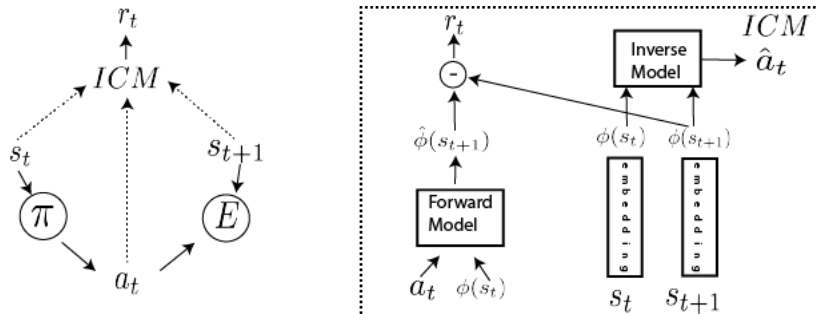 r_t
ICM
s_t
s_{t+1}
π
E
a_t
ICM
r_t
-
Inverse
Model
â_t
\hat{ϕ}(s_{t+1})
ϕ(s_t)
ϕ(s_{t+1})
Forward
Model
embedding
embedding
a_t
ϕ(s_t)
s_t
s_{t+1}